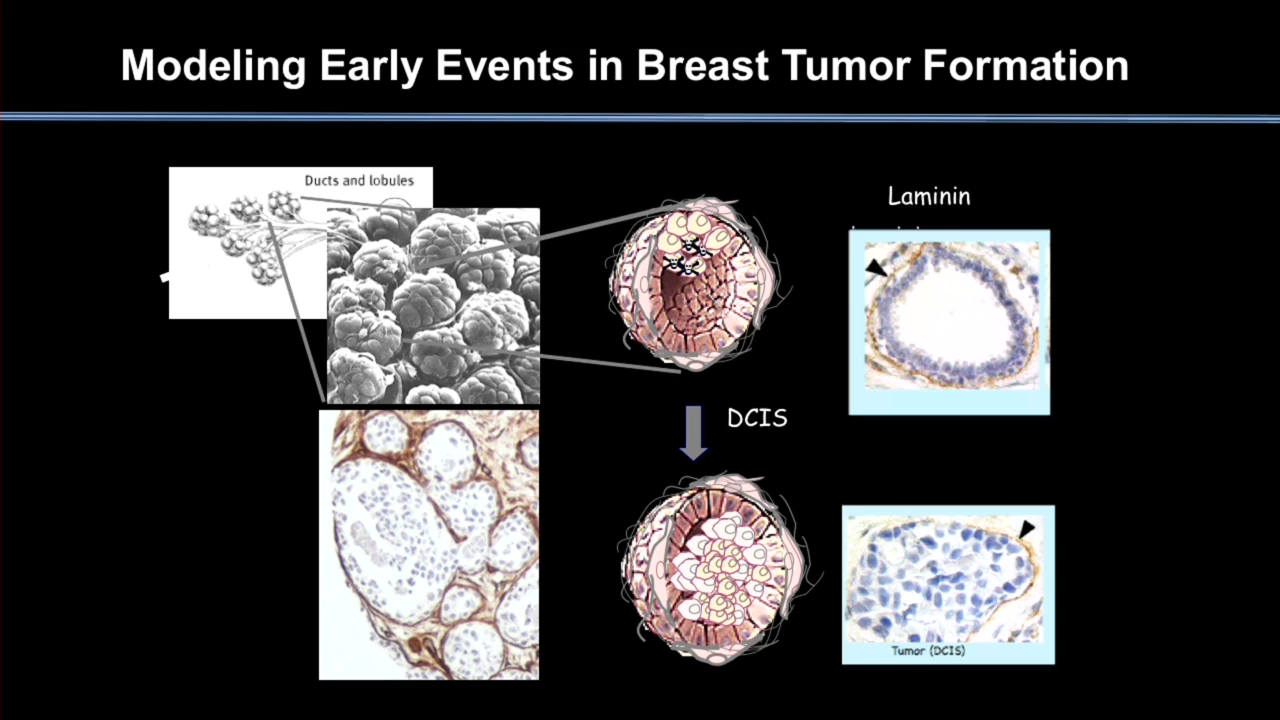 Modeling Early Events in Breast Tumor Formation
Ducts and lobules
Laminin
DCIS
Tumor (DCIS)